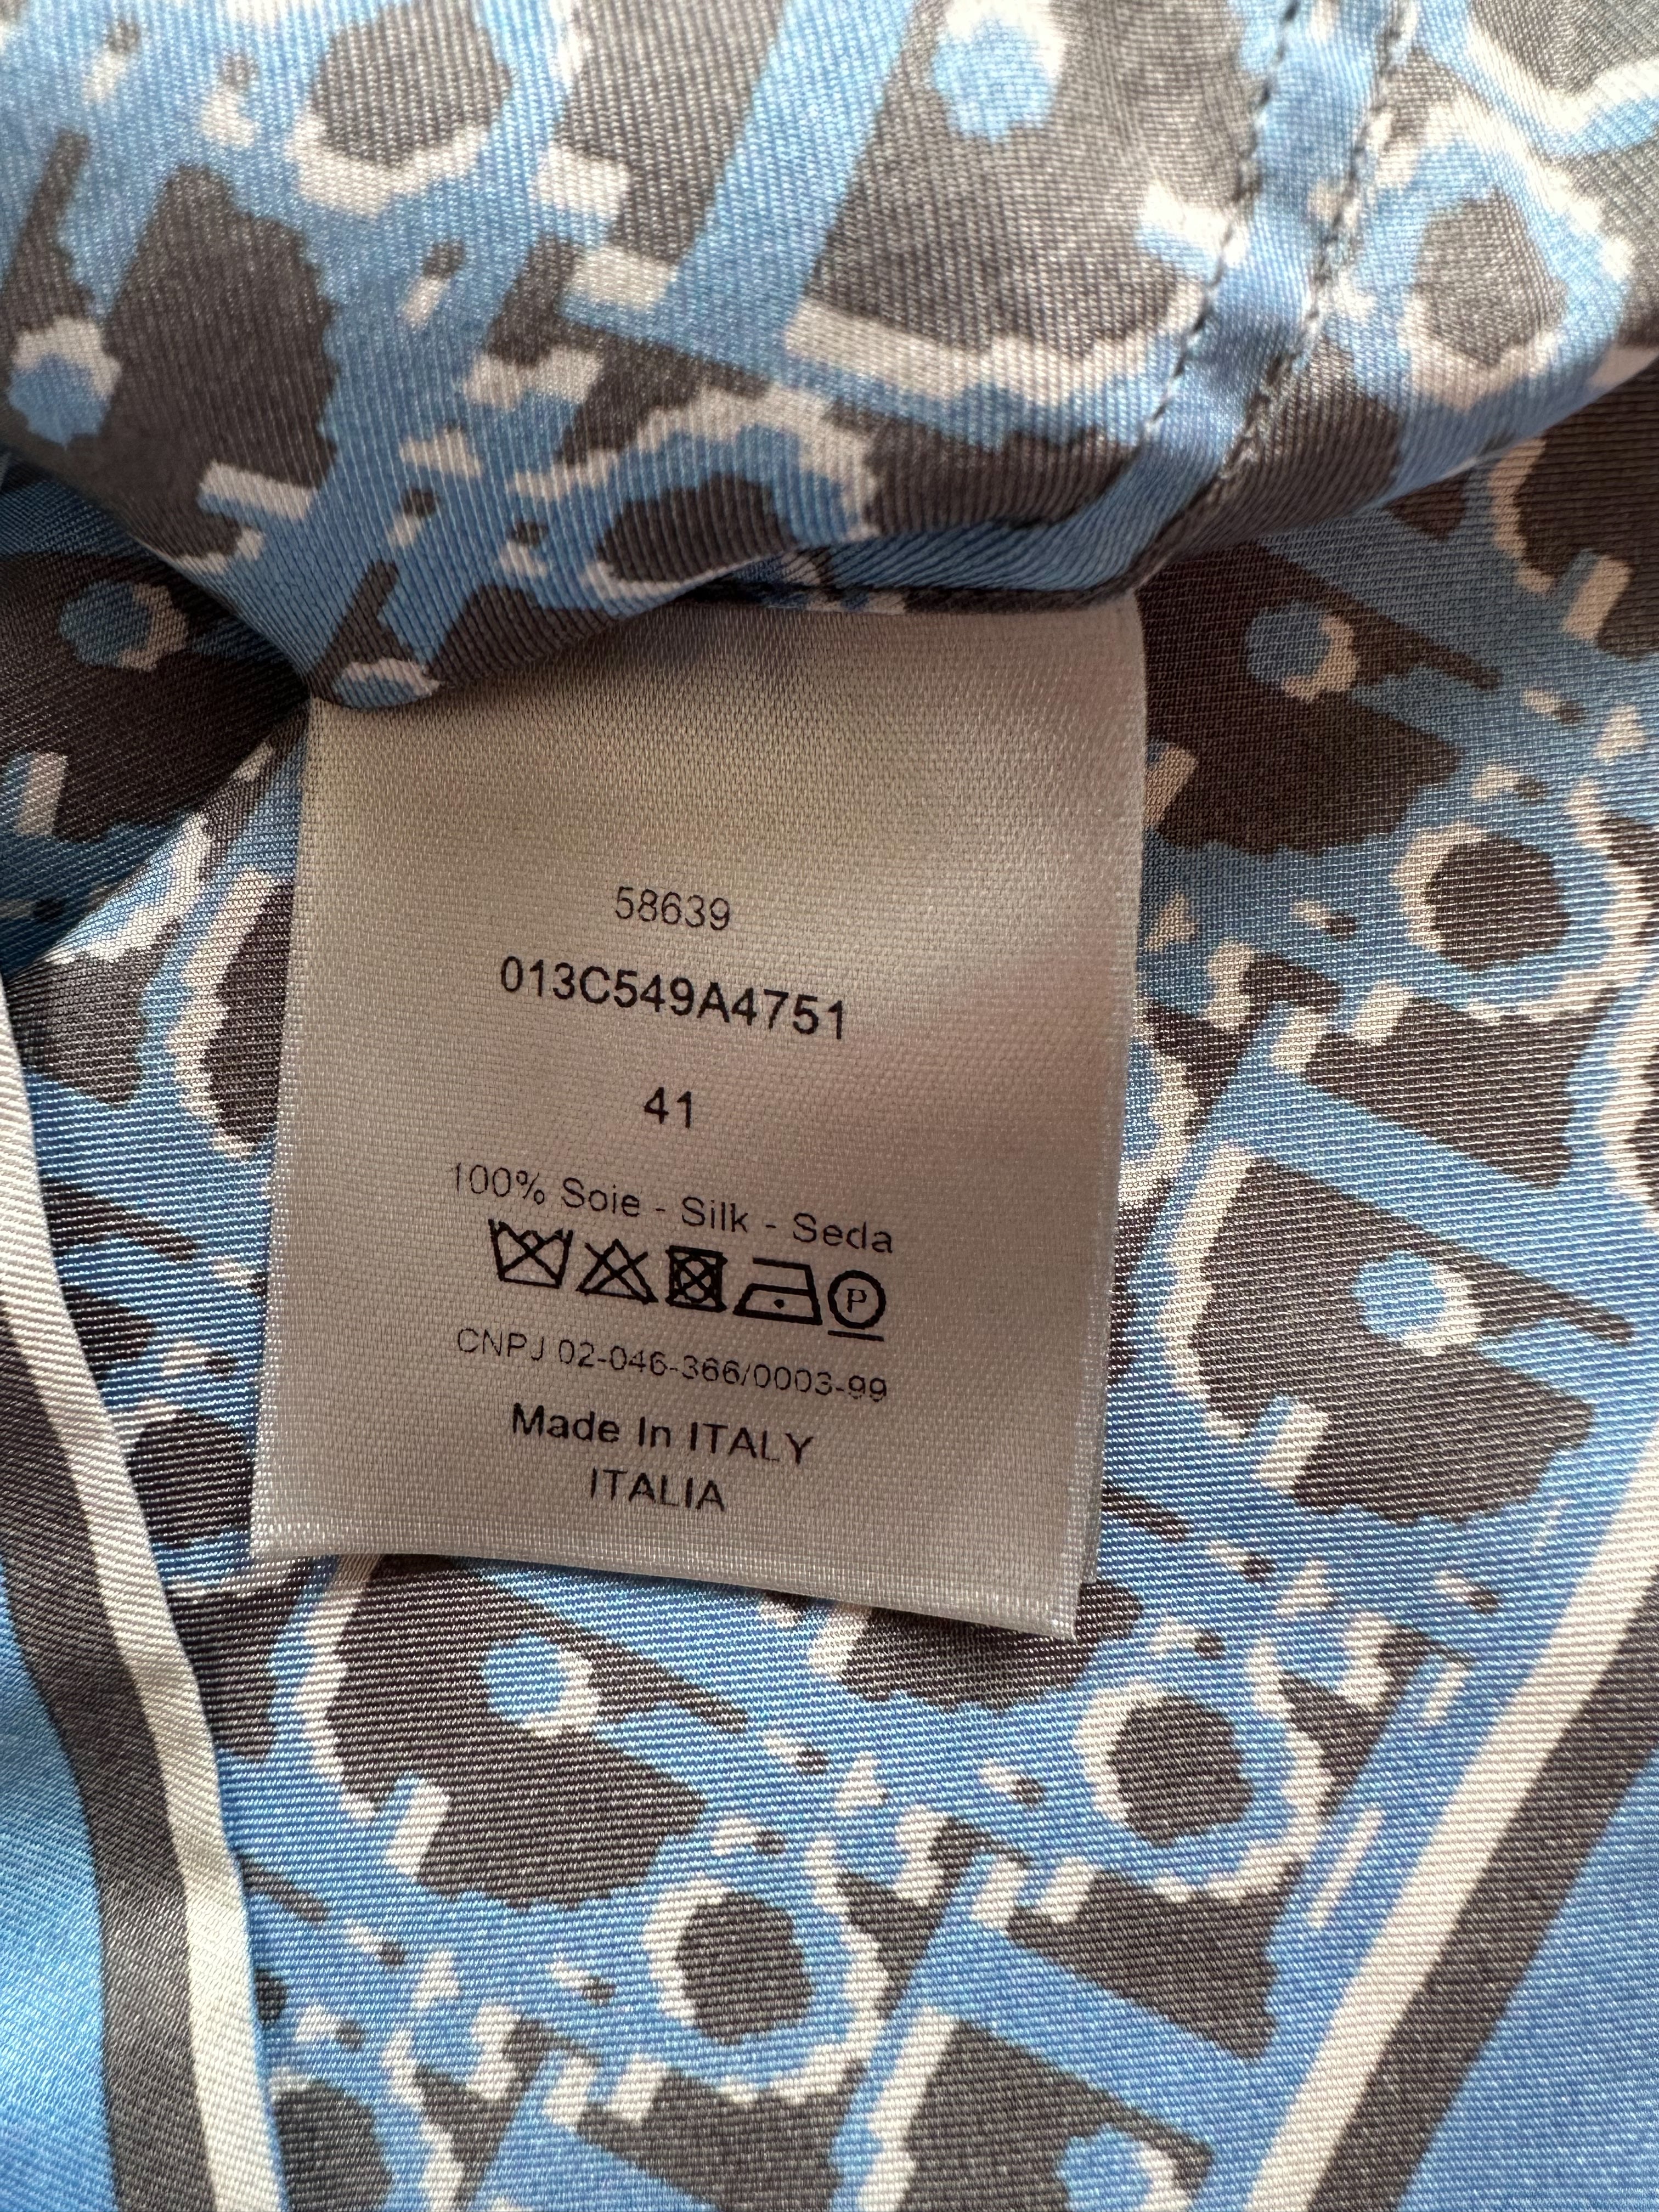 58639
013C549A4751
41
100% Soie - Silk - Seda
P
CNPJ 02-046-366/0003-99
Made In ITALY
ITALIA